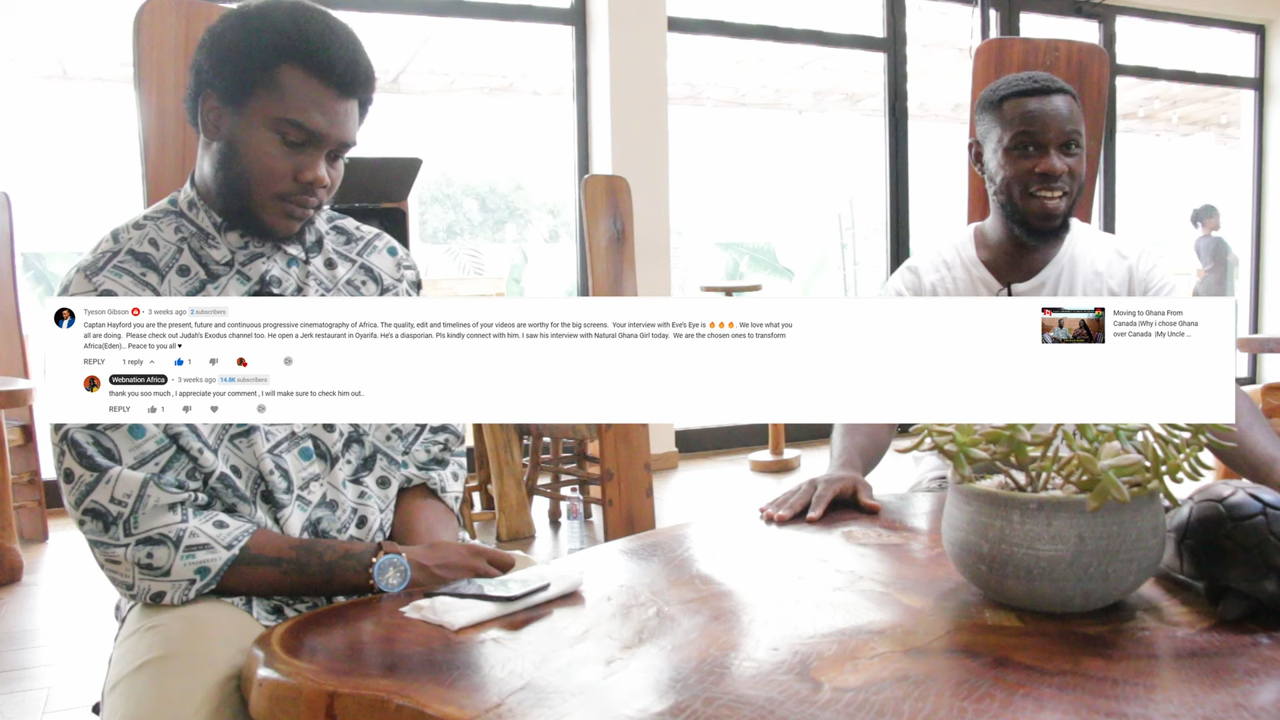 Tyeson Gibson • 3 weeks ago 2 subscribers
Captan Hayford you are the present, future and continuous progressive cinematography of Africa. The quality, edit and timelines of your videos are worthy for the big screens. Your interview with Eve's Eye is 🔥 🔥 🔥 . We love what you
all are doing. Please check out Judah's Exodus channel too. He open a Jerk restaurant in Oyarifa. He's a diasporian. Pls kindly connect with him. I saw his interview with Natural Ghana Girl today. We are the chosen ones to transform
Africa(Eden)... Peace to you all ♥
REPLY 1 reply 1
Webnation Africa • 3 weeks ago 14.8K subscribers
thank you soo much , I appreciate your comment , I will make sure to check him out..
REPLY 1
Moving to Ghana From
Canada |Why i chose Ghana
over Canada |My Uncle ...